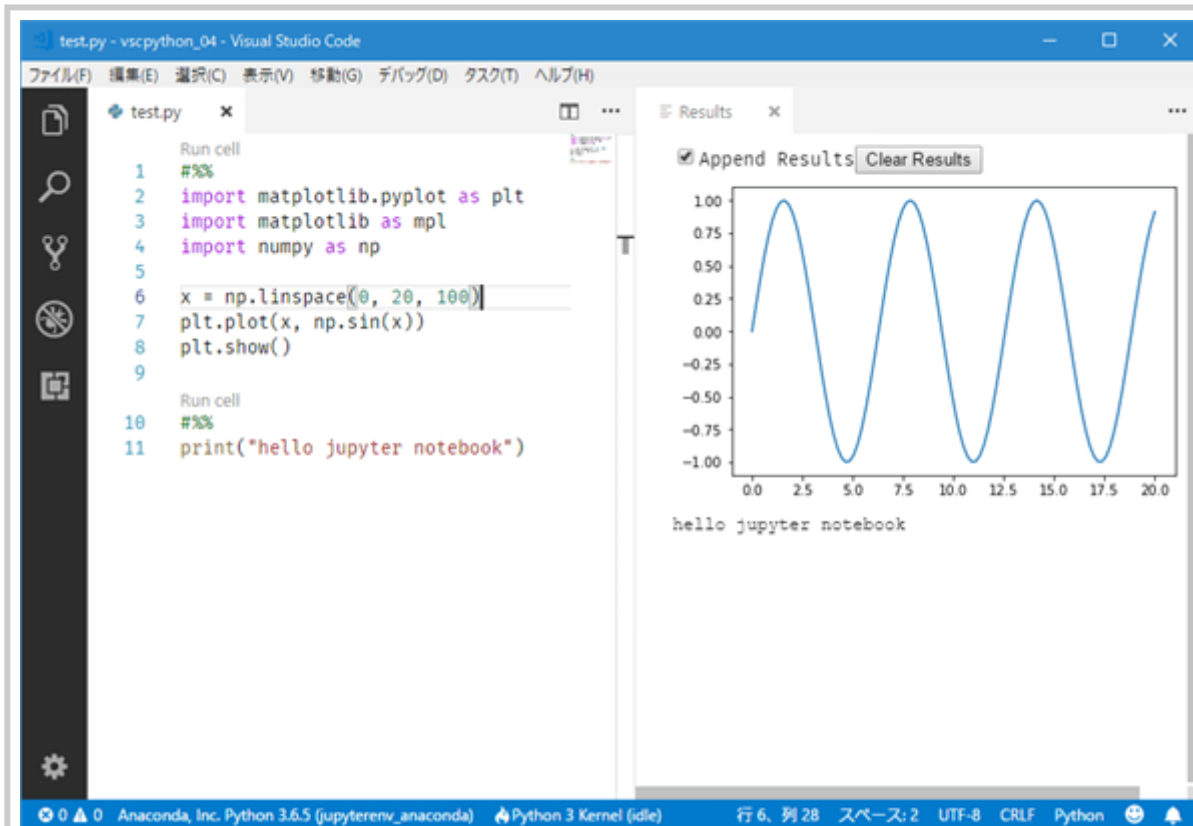 test.py - vscpython_04 - Visual Studio Code
ファイル(F) 編集(E) 選択(C) 表示(V) 移動(G) デバッグ(D) タスク(T) ヘルプ(H)
test.py
Run cell
1 #%%
2 import matplotlib.pyplot as plt
3 import matplotlib as mpl
4 import numpy as np
5
6 x = np.linspace(0, 20, 100)
7 plt.plot(x, np.sin(x))
8 plt.show()
9
Run cell
10 #%%
11 print("hello jupyter notebook")
Results
Append Results Clear Results
1.00
0.75
0.50
0.25
0.00
−0.25
−0.50
−0.75
−1.00
0.0 2.5 5.0 7.5 10.0 12.5 15.0 17.5 20.0
hello jupyter notebook
0 0 Anaconda, Inc. Python 3.6.5 (jupyterenv_anaconda) Python 3 Kernel (idle) 行 6、列 28 スペース: 2 UTF-8 CRLF Python